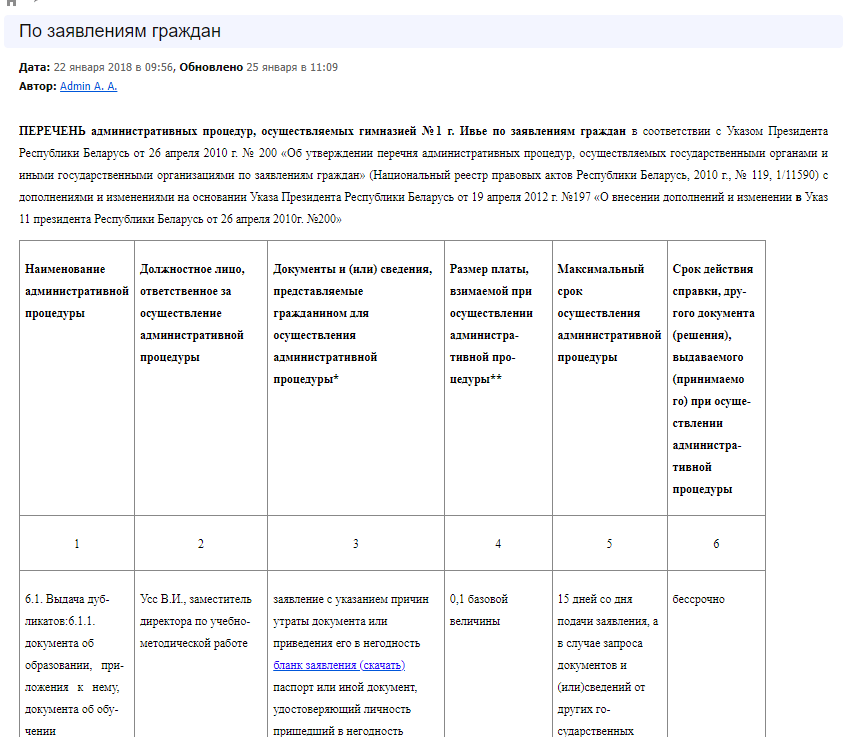 По заявлениям граждан
Дата: 22 января 2018 в 09:56, Обновлено 25 января в 11:09
Автор: Admin A. A.
ПЕРЕЧЕНЬ административных процедур, осуществляемых гимназией №1 г. Ивье по заявлениям граждан в соответствии с Указом Президента
Республики Беларусь от 26 апреля 2010 г. № 200 «Об утверждении перечня административных процедур, осуществляемых государственными органами и
иными государственными организациями по заявлениям граждан» (Национальный реестр правовых актов Республики Беларусь, 2010 г., № 119, 1/11590) с
дополнениями и изменениями на основании Указа Президента Республики Беларусь от 19 апреля 2012 г. №197 «О внесении дополнений и изменении в Указ
11 президента Республики Беларусь от 26 апреля 2010г. №200»
Наименование
административной
процедуры
Должностное лицо,
ответственное за
осуществление
административной
процедуры
Документы и (или) сведения,
представляемые
гражданином для
осуществления
административной
процедуры*
Размер платы,
взимаемой при
осуществлении
администра-
тивной про-
цедуры**
Максимальный
срок
осуществления
административной
процедуры
Срок действия
справки, дру-
гого документа
(решения),
выдаваемого
(принимаемо
го) при осуще-
ствлении
администра-
тивной
процедуры
1
2
3
4
5
6
6.1. Выдача дуб-
ликатов:6.1.1.
документа об
образовании, при-
ложения к нему,
документа об обу-
чении
Усс В.И., заместитель
директора по учебно-
методической работе
заявление с указанием причин
утраты документа или
приведения его в негодность
бланк заявления (скачать)
паспорт или иной документ,
удостоверяющий личность
пришедший в негодность
0,1 базовой
величины
15 дней со дня
подачи заявления, а
в случае запроса
документов и
(или)сведений от
других го-
сударственных
бессрочно